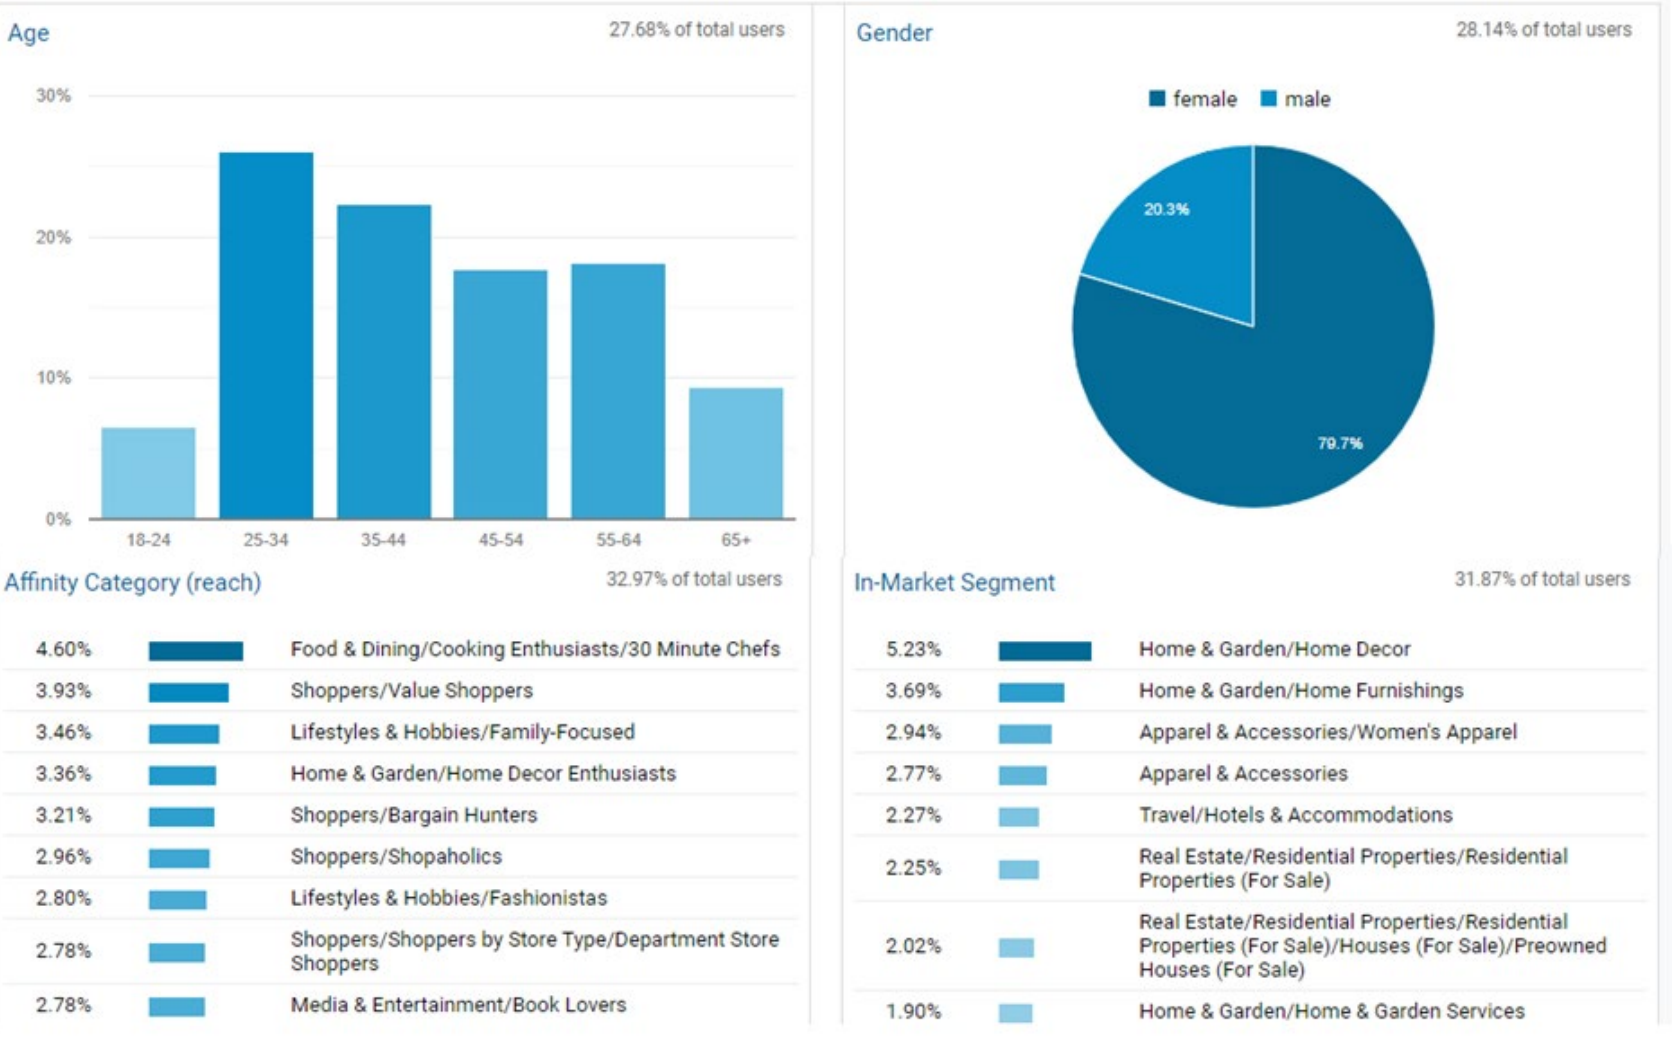 Age
27.68% of total users
30%
20%
10%
0%
18-24
25-34
35-44
45-54
55-64
65+
Gender
28.14% of total users
female
male
20.3%
79.7%
Affinity Category (reach)
32.97% of total users
4.60% Food & Dining/Cooking Enthusiasts/30 Minute Chefs
3.93% Shoppers/Value Shoppers
3.46% Lifestyles & Hobbies/Family-Focused
3.36% Home & Garden/Home Decor Enthusiasts
3.21% Shoppers/Bargain Hunters
2.96% Shoppers/Shopaholics
2.80% Lifestyles & Hobbies/Fashionistas
2.78% Shoppers/Shoppers by Store Type/Department Store
Shoppers
2.78% Media & Entertainment/Book Lovers
In-Market Segment
31.87% of total users
5.23% Home & Garden/Home Decor
3.69% Home & Garden/Home Furnishings
2.94% Apparel & Accessories/Women's Apparel
2.77% Apparel & Accessories
2.27% Travel/Hotels & Accommodations
2.25% Real Estate/Residential Properties/Residential
Properties (For Sale)
2.02% Real Estate/Residential Properties/Residential
Properties (For Sale)/Houses (For Sale)/Preowned
Houses (For Sale)
1.90% Home & Garden/Home & Garden Services